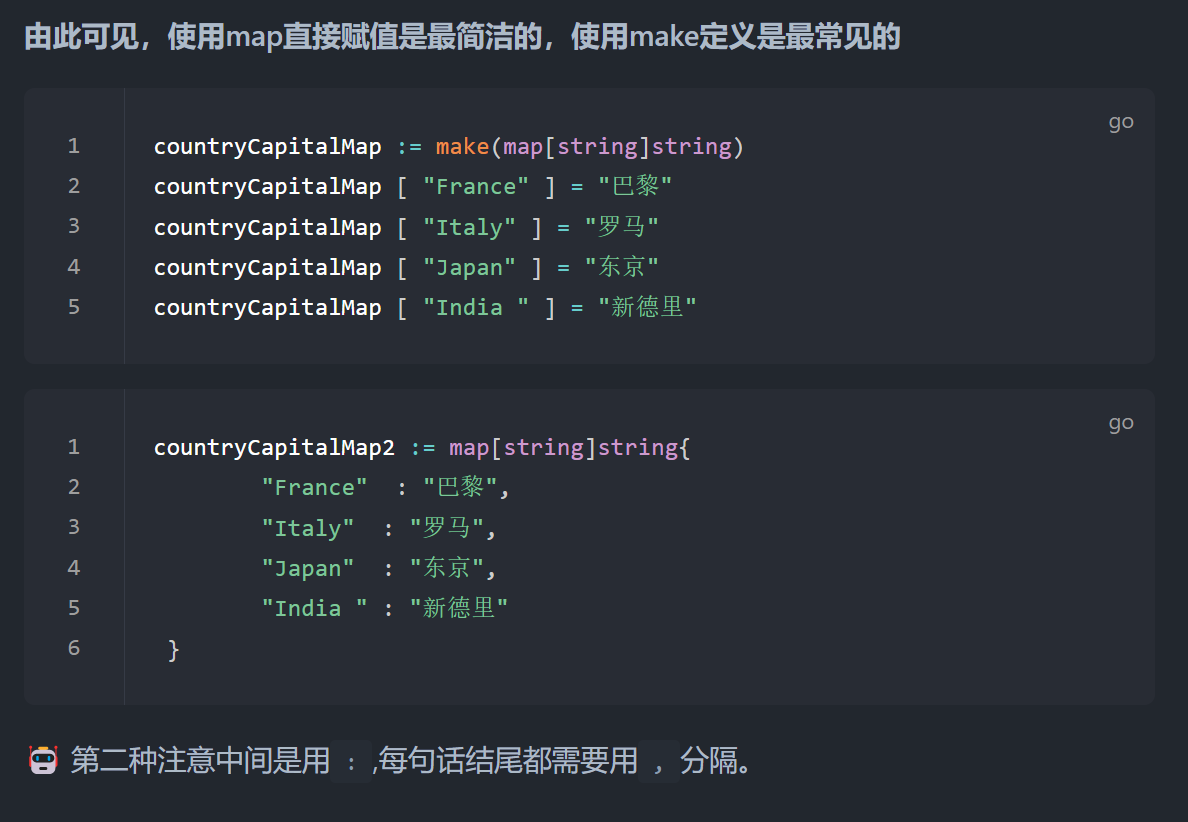 由此可见，使用map直接赋值是最简洁的，使用make定义是最常见的
go
1 countryCapitalMap := make(map[string]string)
2 countryCapitalMap [ "France" ] = "巴黎"
3 countryCapitalMap [ "Italy" ] = "罗马"
4 countryCapitalMap [ "Japan" ] = "东京"
5 countryCapitalMap [ "India " ] = "新德里"
go
1 countryCapitalMap2 := map[string]string{
2 "France"  : "巴黎",
3 "Italy"  : "罗马",
4 "Japan"  : "东京",
5 "India " : "新德里"
6 }
第二种注意中间是用 : ,每句话结尾都需要用 , 分隔。